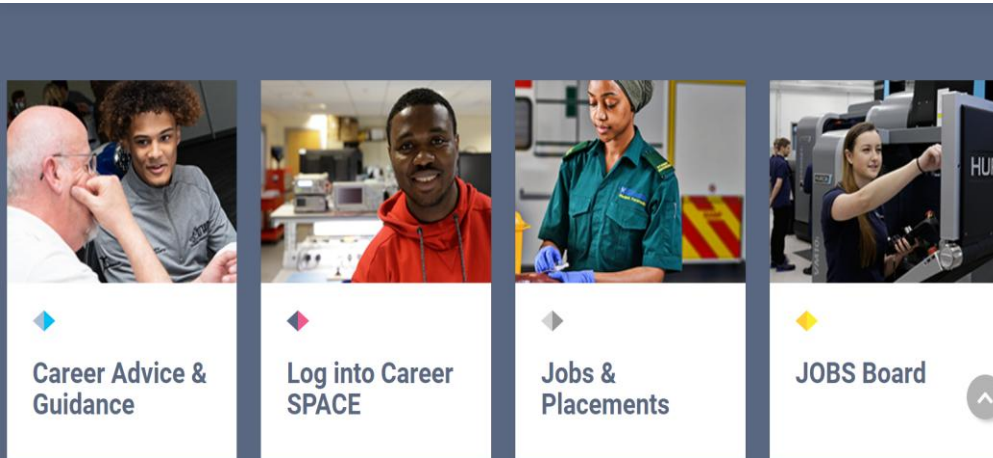 Career Advice &
Guidance
Log into Career
SPACE
Jobs &
Placements
JOBS Board